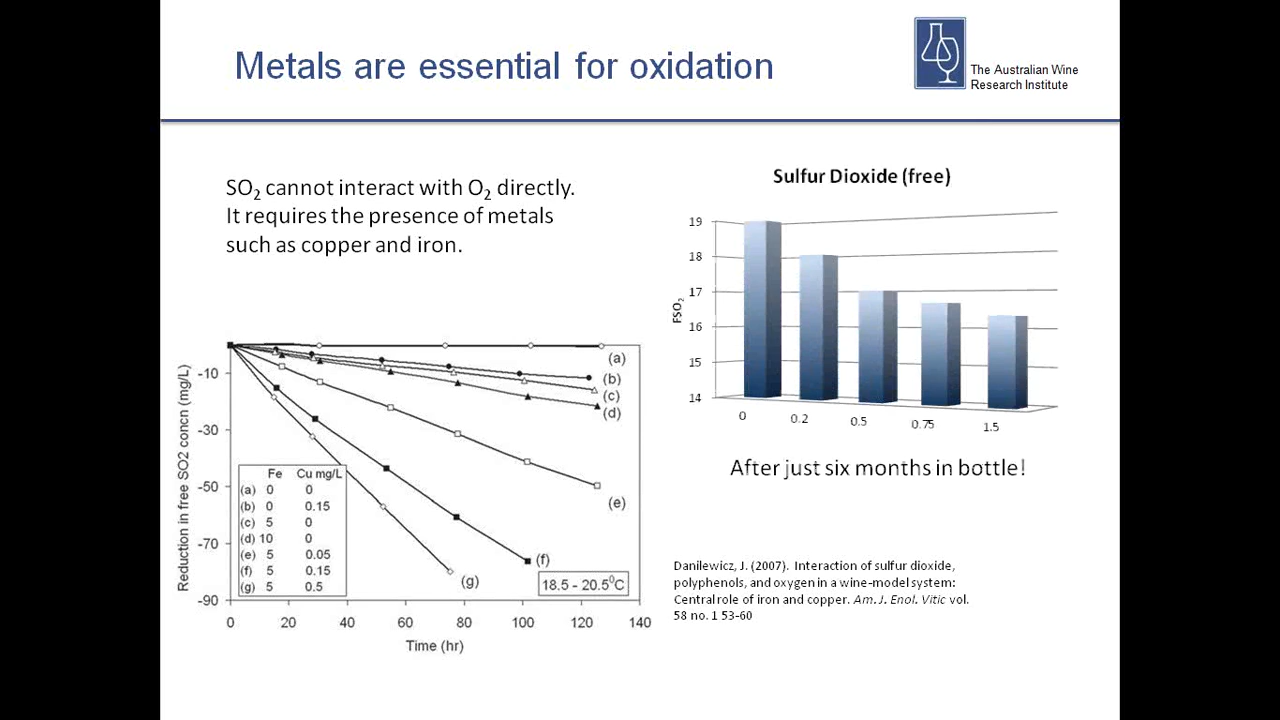 Metals are essential for oxidation
The Australian Wine
Research Institute
SO₂ cannot interact with O₂ directly.
It requires the presence of metals
such as copper and iron.
Sulfur Dioxide (free)
FSO₂
19
18
17
16
15
14
0
0.2
0.5
0.75
1.5
After just six months in bottle!
Reduction in free SO2 concn (mg/L)
-10
-30
-50
-70
-90
0
20
40
60
80
100
120
140
Time (hr)
(a)
(b)
(c)
(d)
(e)
(f)
(g)
Fe Cu mg/L
(a) 0 0
(b) 0 0.15
(c) 5 0
(d) 10 0
(e) 5 0.05
(f) 5 0.15
(g) 5 0.5
18.5 - 20.5⁰C
Danilewicz, J. (2007). Interaction of sulfur dioxide,
polyphenols, and oxygen in a wine-model system:
Central role of iron and copper. Am. J. Enol. Vitic vol.
58 no. 1 53-60